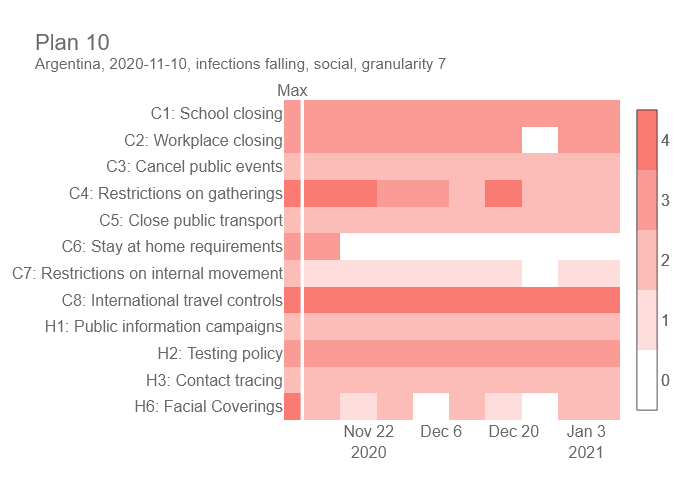 Plan 10
Argentina, 2020-11-10, infections falling, social, granularity 7
Max
C1: School closing
C2: Workplace closing
C3: Cancel public events
C4: Restrictions on gatherings
C5: Close public transport
C6: Stay at home requirements
C7: Restrictions on internal movement
C8: International travel controls
H1: Public information campaigns
H2: Testing policy
H3: Contact tracing
H6: Facial Coverings
4
3
2
1
0
Nov 22 Dec 6 Dec 20 Jan 3
2020 2021